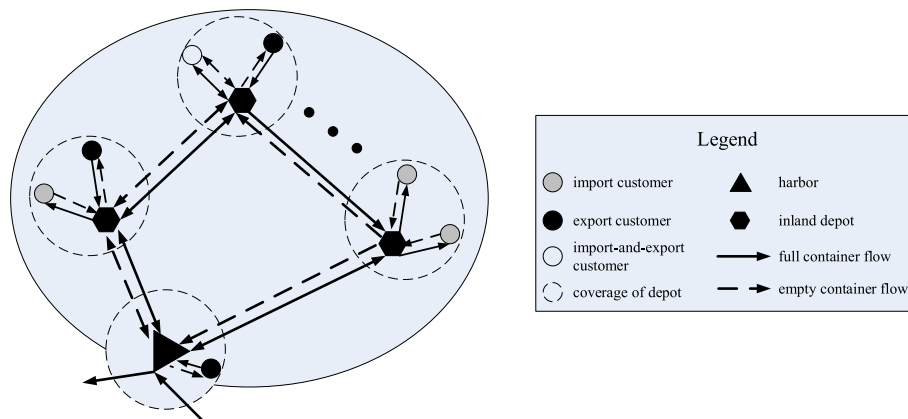 Legend
import customer
harbor
export customer
inland depot
import-and-export
customer
full container flow
coverage of depot
empty container flow